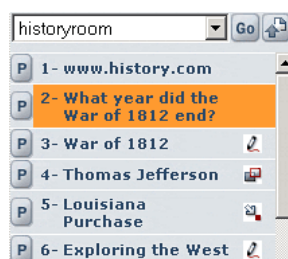 historyroom Go
P 1- www.history.com
P 2- What year did the
War of 1812 end?
P 3- War of 1812
P 4- Thomas Jefferson
P 5- Louisiana
Purchase
P 6- Exploring the West